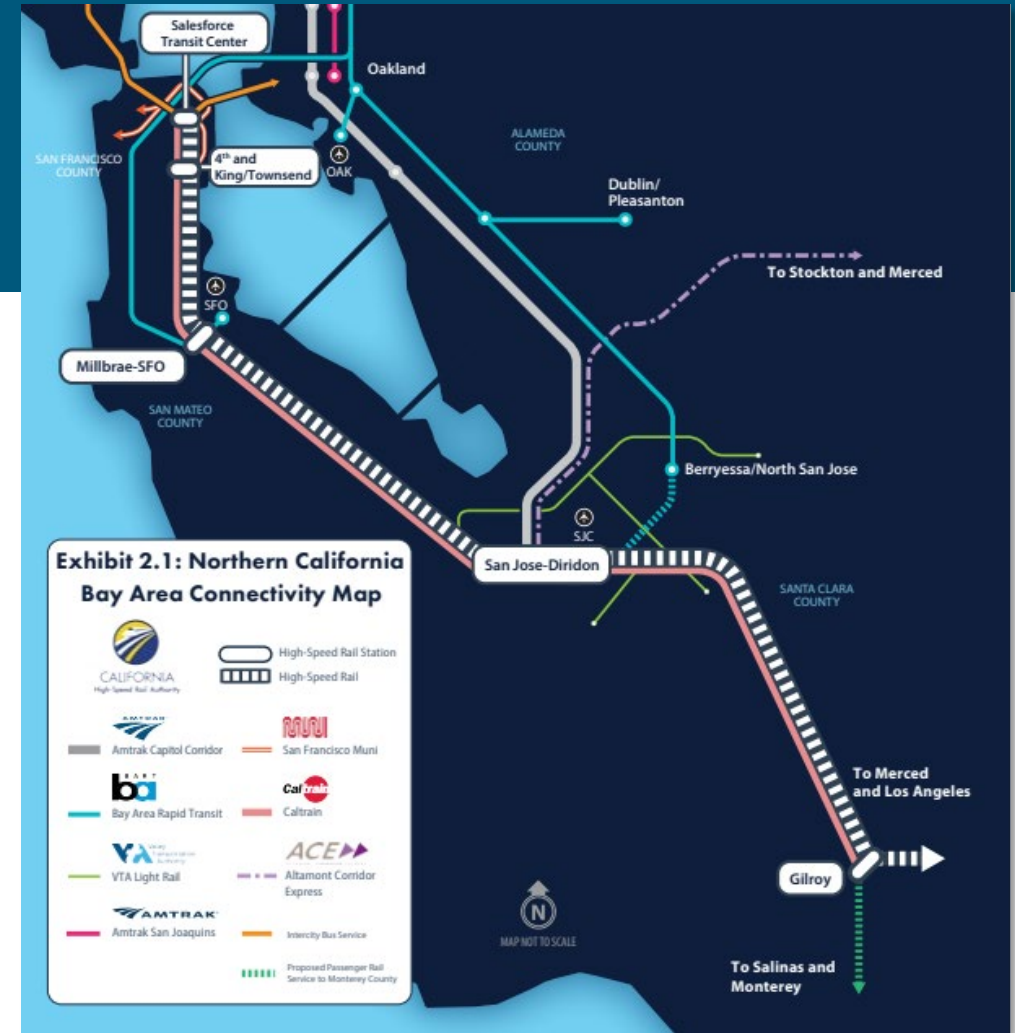 Salesforce
Transit Center
Oakland
ALAMEDA
COUNTY
SAN FRANCISCO
COUNTY
4th and
King/Townsend
OAK
Dublin/
Pleasanton
To Stockton and Merced
SFO
Millbrae-SFO
SAN MATEO
COUNTY
Berryessa/North San Jose
SJC
San Jose-Diridon
SANTA CLARA
COUNTY
Exhibit 2.1: Northern California
Bay Area Connectivity Map
CALIFORNIA
High-Speed Rail Authority
High-Speed Rail Station
High-Speed Rail
AMTRAK
Amtrak Capitol Corridor
MUNI
San Francisco Muni
BART
ba
Bay Area Rapid Transit
Caltrain
Caltrain
VTA
Valley
Transportation
Authority
VTA Light Rail
ACE
Altamont Corridor
Express
AMTRAK
Amtrak San Joaquins
Intercity Bus Service
Proposed Passenger Rail
Service to Monterey County
N
MAP NOT TO SCALE
To Merced
and Los Angeles
Gilroy
To Salinas and
Monterey